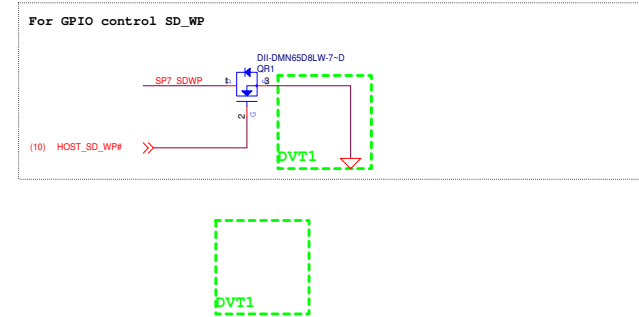 For GPIO control SD_WP
DII-DMN65D8LW-7~D
QR1
SP7_SDWP
1
D
S
3
2
G
(10) HOST_SD_WP#
DVT1
DVT1